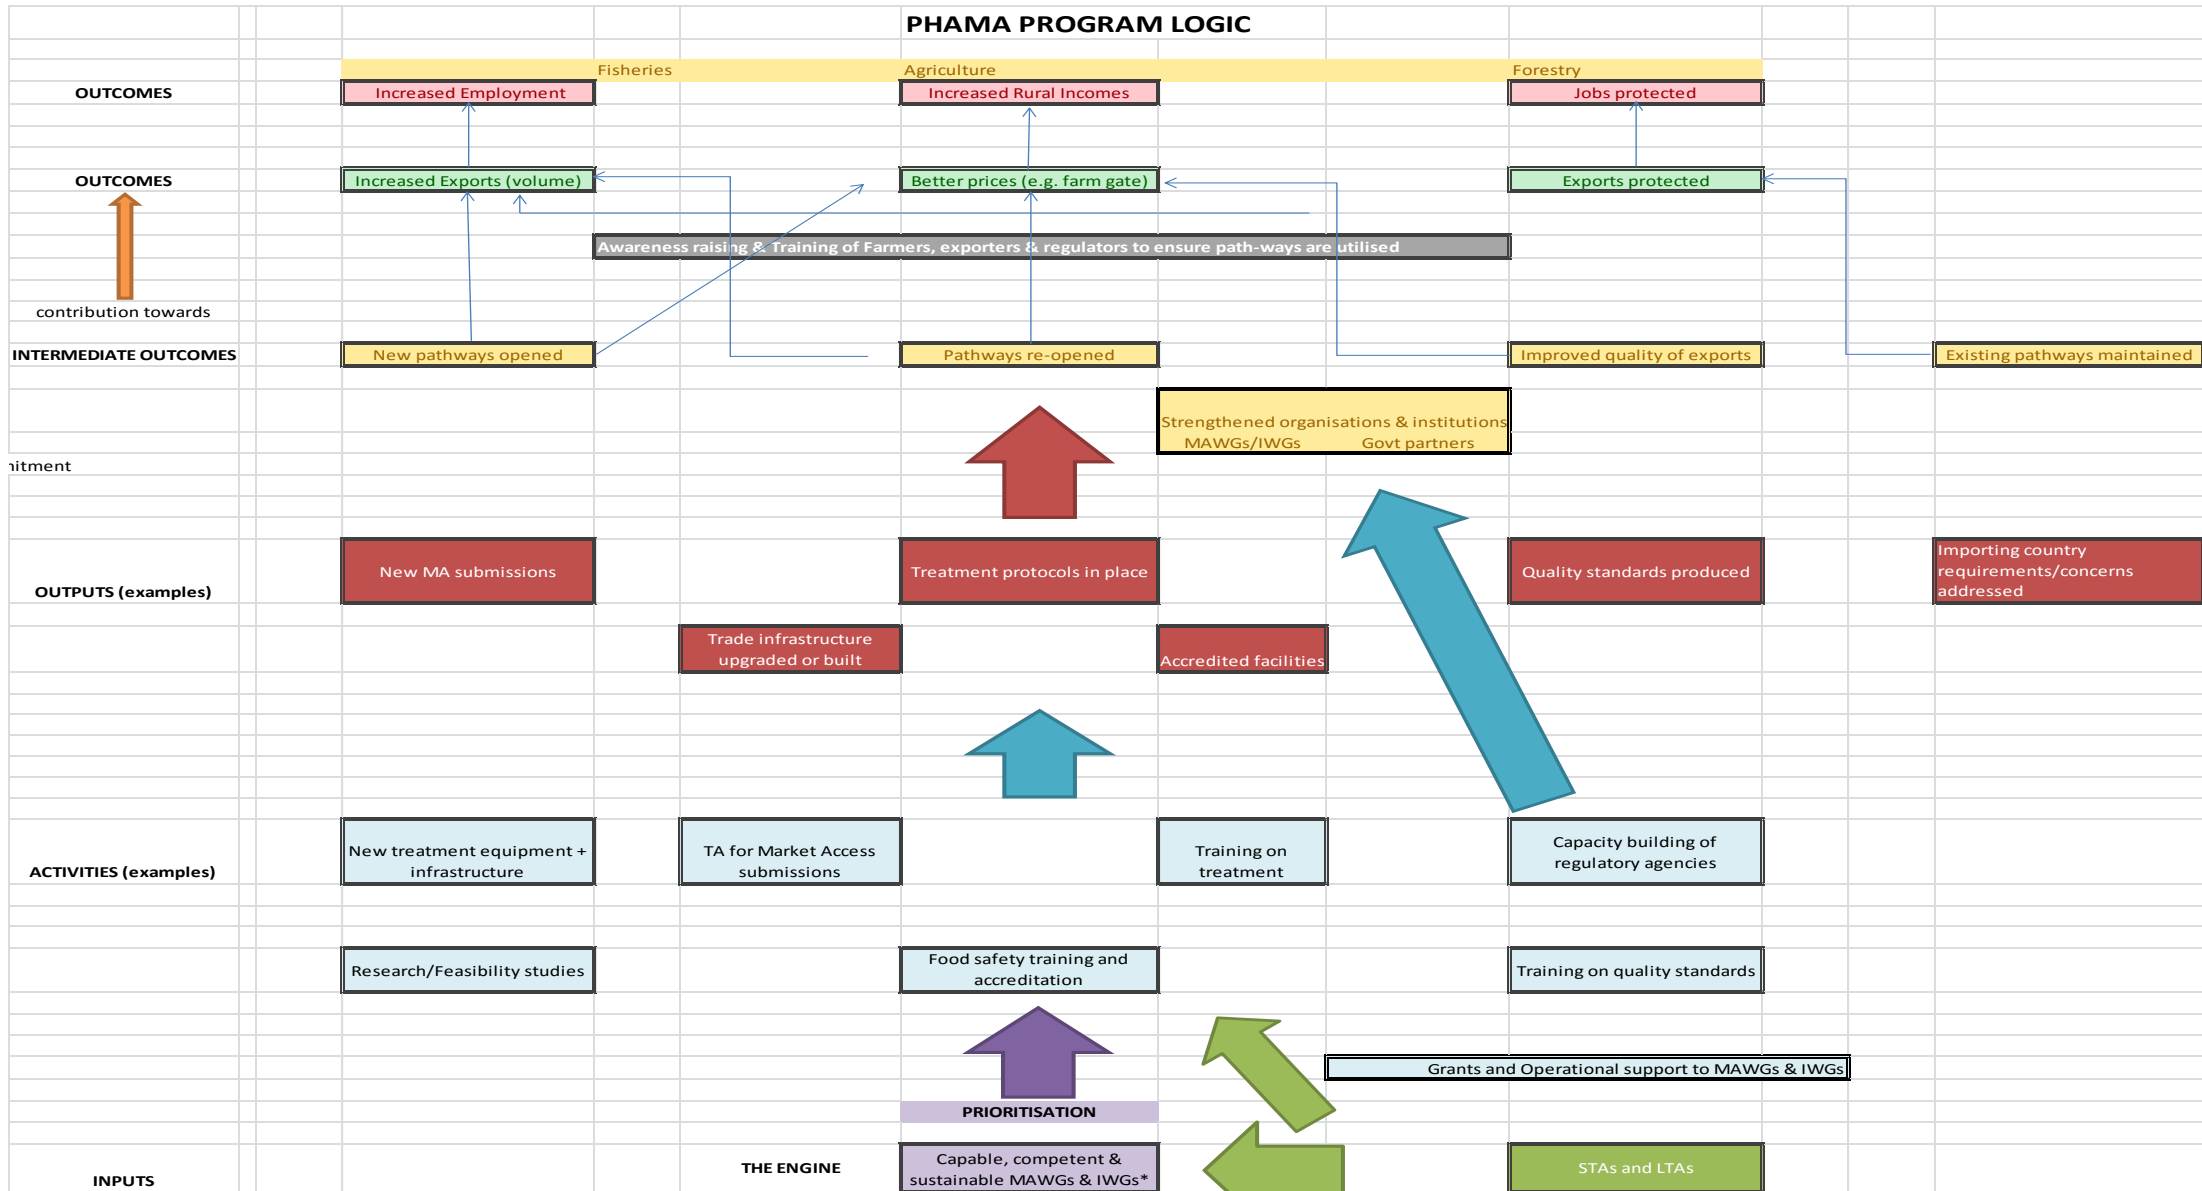 PHAMA PROGRAM LOGIC
Fisheries Agriculture Forestry
OUTCOMES Increased Employment Increased Rural Incomes Jobs protected
OUTCOMES Increased Exports (volume) Better prices (e.g. farm gate) Exports protected
Awareness raising & Training of Farmers, exporters & regulators to ensure path-ways are utilised
contribution towards
INTERMEDIATE OUTCOMES New pathways opened Pathways re-opened Improved quality of exports Existing pathways maintained
Strengthened organisations & institutions
MAWGs/IWGs Govt partners
OUTPUTS (examples)
New MA submissions
Treatment protocols in place
Quality standards produced
Importing country
requirements/concerns
addressed
Trade infrastructure
upgraded or built
Accredited facilities
ACTIVITIES (examples)
New treatment equipment +
infrastructure
TA for Market Access
submissions
Training on
treatment
Capacity building of
regulatory agencies
Research/Feasibility studies
Food safety training and
accreditation
Training on quality standards
Grants and Operational support to MAWGs & IWGs
PRIORITISATION
INPUTS
THE ENGINE
Capable, competent &
sustainable MAWGs & IWGs*
STAs and LTAs